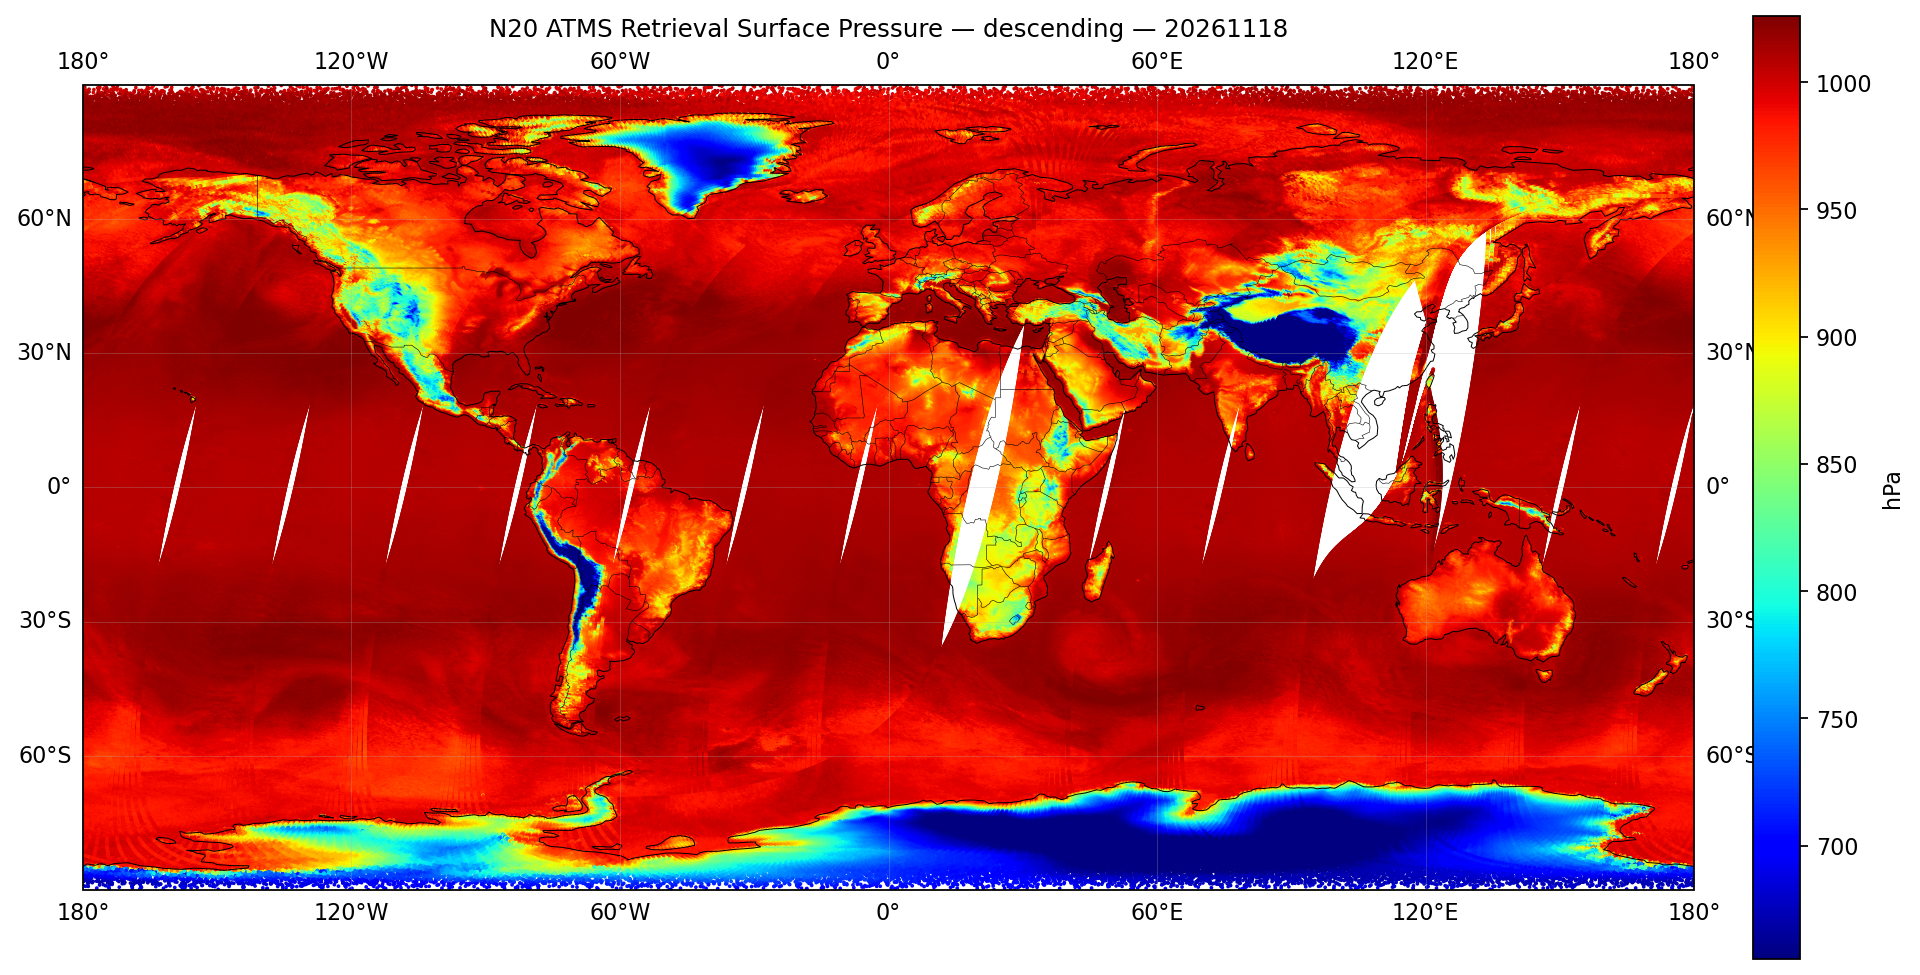 N20 ATMS Retrieval Surface Pressure — descending — 20261118
180° 120°W 60°W 0° 60°E 120°E 180°
60°N 60°N
30°N 30°N
0° 0°
30°S 30°S
60°S 60°S
180° 120°W 60°W 0° 60°E 120°E 180°
1000
950
900
850
800
750
700
hPa